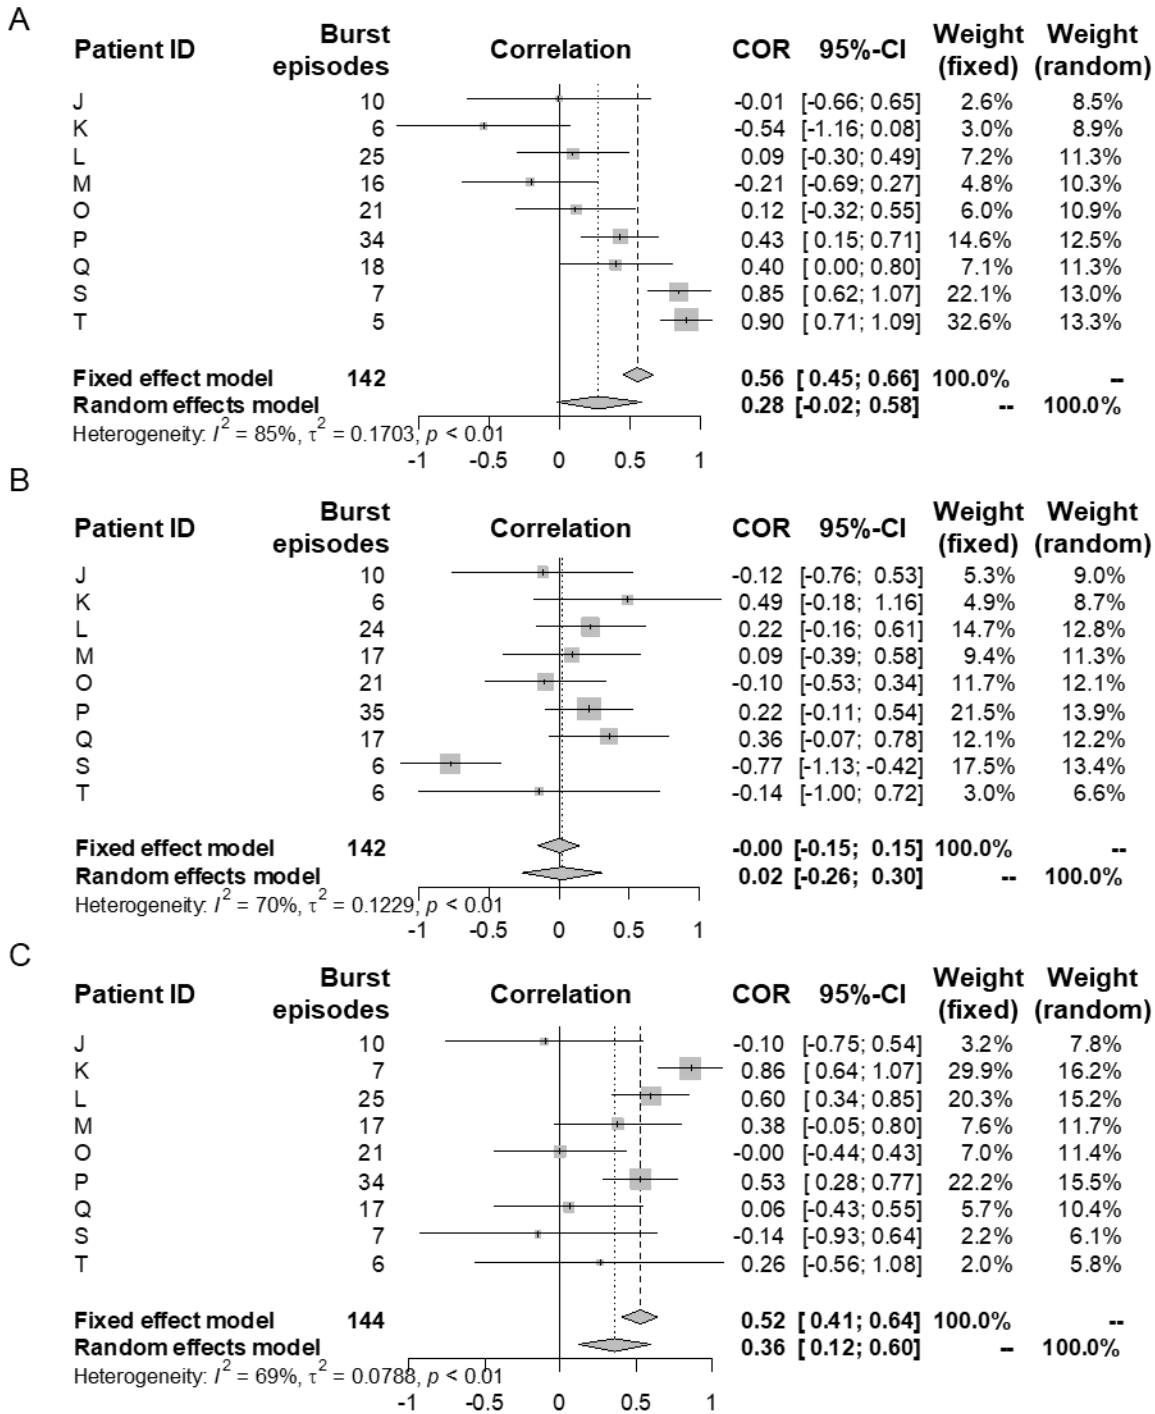 A
Patient ID Burst episodes Correlation COR 95%-CI Weight (fixed) Weight (random)
J 10 -0.01 [-0.66; 0.65] 2.6% 8.5%
K 6 -0.54 [-1.16; 0.08] 3.0% 8.9%
L 25 0.09 [-0.30; 0.49] 7.2% 11.3%
M 16 -0.21 [-0.69; 0.27] 4.8% 10.3%
O 21 0.12 [-0.32; 0.55] 6.0% 10.9%
P 34 0.43 [ 0.15; 0.71] 14.6% 12.5%
Q 18 0.40 [ 0.00; 0.80] 7.1% 11.3%
S 7 0.85 [ 0.62; 1.07] 22.1% 13.0%
T 5 0.90 [ 0.71; 1.09] 32.6% 13.3%
Fixed effect model 142 0.56 [ 0.45; 0.66] 100.0% --
Random effects model 0.28 [-0.02; 0.58] -- 100.0%
Heterogeneity: I² = 85%, τ² = 0.1703, p < 0.01
-1 -0.5 0 0.5 1
B
Patient ID Burst episodes Correlation COR 95%-CI Weight (fixed) Weight (random)
J 10 -0.12 [-0.76; 0.53] 5.3% 9.0%
K 6 0.49 [-0.18; 1.16] 4.9% 8.7%
L 24 0.22 [-0.16; 0.61] 14.7% 12.8%
M 17 0.09 [-0.39; 0.58] 9.4% 11.3%
O 21 -0.10 [-0.53; 0.34] 11.7% 12.1%
P 35 0.22 [-0.11; 0.54] 21.5% 13.9%
Q 17 0.36 [-0.07; 0.78] 12.1% 12.2%
S 6 -0.77 [-1.13; -0.42] 17.5% 13.4%
T 6 -0.14 [-1.00; 0.72] 3.0% 6.6%
Fixed effect model 142 -0.00 [-0.15; 0.15] 100.0% --
Random effects model 0.02 [-0.26; 0.30] -- 100.0%
Heterogeneity: I² = 70%, τ² = 0.1229, p < 0.01
-1 -0.5 0 0.5 1
C
Patient ID Burst episodes Correlation COR 95%-CI Weight (fixed) Weight (random)
J 10 -0.10 [-0.75; 0.54] 3.2% 7.8%
K 7 0.86 [ 0.64; 1.07] 29.9% 16.2%
L 25 0.60 [ 0.34; 0.85] 20.3% 15.2%
M 17 0.38 [-0.05; 0.80] 7.6% 11.7%
O 21 -0.00 [-0.44; 0.43] 7.0% 11.4%
P 34 0.53 [ 0.28; 0.77] 22.2% 15.5%
Q 17 0.06 [-0.43; 0.55] 5.7% 10.4%
S 7 -0.14 [-0.93; 0.64] 2.2% 6.1%
T 6 0.26 [-0.56; 1.08] 2.0% 5.8%
Fixed effect model 144 0.52 [ 0.41; 0.64] 100.0% --
Random effects model 0.36 [ 0.12; 0.60] -- 100.0%
Heterogeneity: I² = 69%, τ² = 0.0788, p < 0.01
-1 -0.5 0 0.5 1